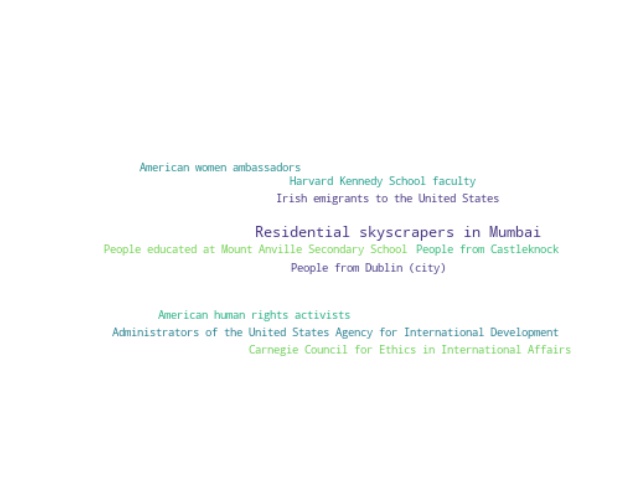 American women ambassadors
Harvard Kennedy School faculty
Irish emigrants to the United States
Residential skyscrapers in Mumbai
People educated at Mount Anville Secondary School People from Castleknock
People from Dublin (city)
American human rights activists
Administrators of the United States Agency for International Development
Carnegie Council for Ethics in International Affairs